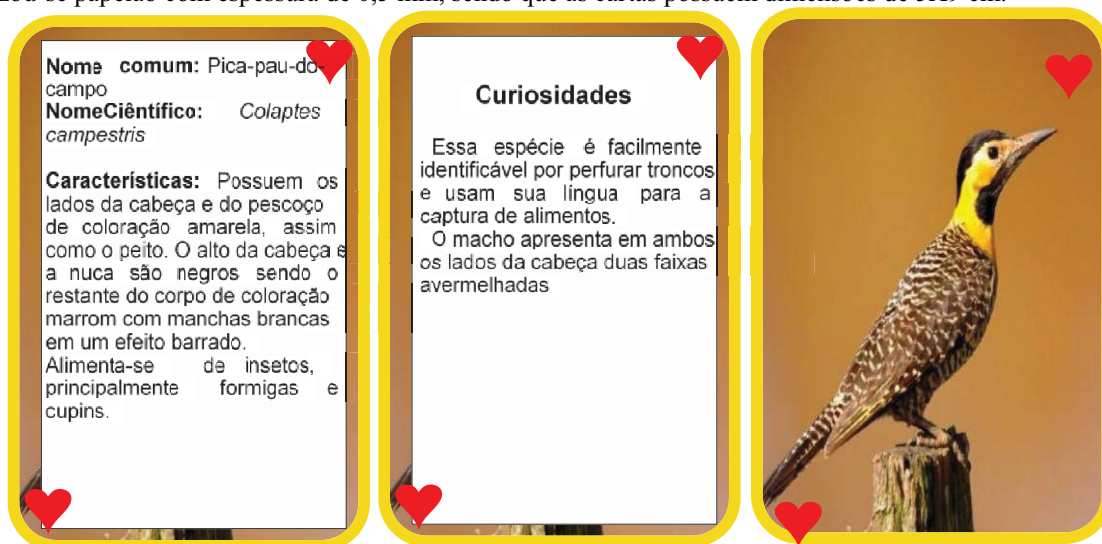 Nome comum: Pica-pau-do-
campo
NomeCiêntífico: Colaptes
campestris
Características: Possuem os
lados da cabeça e do pescoço
de coloração amarela, assim
como o peito. O alto da cabeça e
a nuca são negros sendo o
restante do corpo de coloração
marrom com manchas brancas
em um efeito barrado.
Alimenta-se de insetos,
principalmente formigas e
cupins.
Curiosidades
Essa espécie é facilmente
identificável por perfurar troncos
e usam sua língua para a
captura de alimentos.
O macho apresenta em ambos
os lados da cabeça duas faixas
avermelhadas